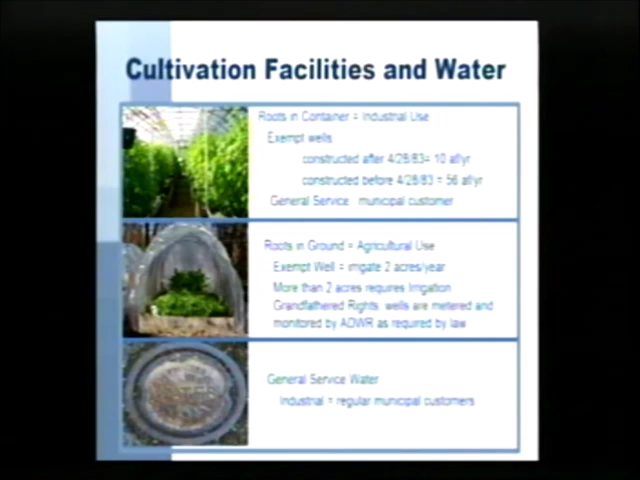 Cultivation Facilities and Water
Roots in Container = Industrial Use
Exempt wells
constructed after 4/28/83= 10 af/yr
constructed before 4/28/83 = 56 af/yr
General Service municipal customer
Roots in Ground = Agricultural Use
Exempt Well = irrigate 2 acres/year
More than 2 acres requires Irrigation
Grandfathered Rights wells are metered and
monitored by ADWR as required by law
General Service Water
Industrial = regular municipal customers